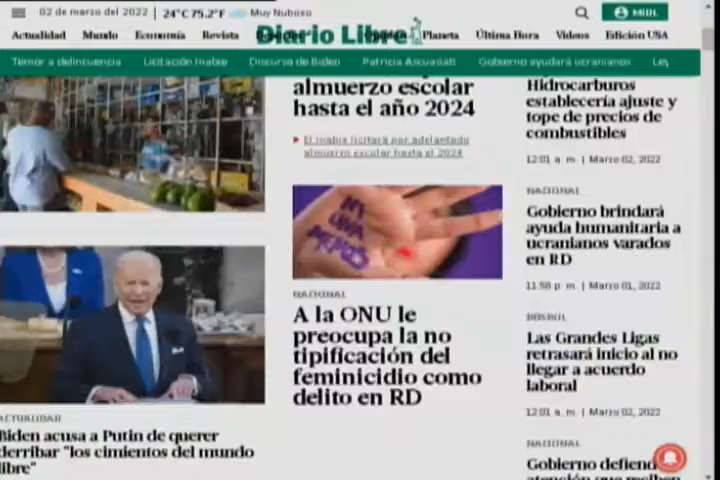 02 de marzo del 2022 | 24°C 75.2°F Muy Nuboso
MIDL
Actualidad Mundo Economía Revista
Diario Libre
Planeta Última Hora Videos Edición USA
Temor a delincuencia Licitación Inabie Discurso de Biden Patricia Ascuasiati Gobierno ayudará ucranianos Ley
almuerzo escolar
hasta el año 2024
El Inabie licitará por adelantado
almuerzo escolar hasta el 2024
NI
UNA
MENOS
NACIONAL
A la ONU le
preocupa la no
tipificación del
feminicidio como
delito en RD
ACTUALIDAD
Biden acusa a Putin de querer
derribar "los cimientos del mundo
libre"
Hidrocarburos
establecería ajuste y
tope de precios de
combustibles
12:01 a. m. | Marzo 02, 2022
NACIONAL
Gobierno brindará
ayuda humanitaria a
ucranianos varados
en RD
11:58 p. m. | Marzo 01, 2022
BÉISBOL
Las Grandes Ligas
retrasará inicio al no
llegar a acuerdo
laboral
12:01 a. m. | Marzo 02, 2022
NACIONAL
Gobierno defiende